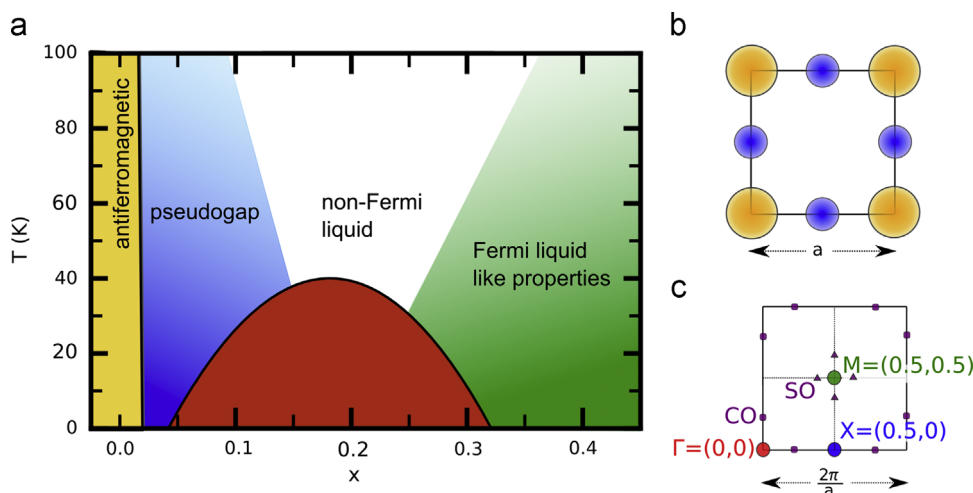 a
100
80
60
40
20
0
T (K)
antiferromagnetic
pseudogap
non-Fermi
liquid
Fermi liquid
like properties
0.0
0.1
0.2
0.3
0.4
x
b
a
c
M=(0.5,0.5)
SO
CO
Γ=(0,0)
X=(0.5,0)
2π
a